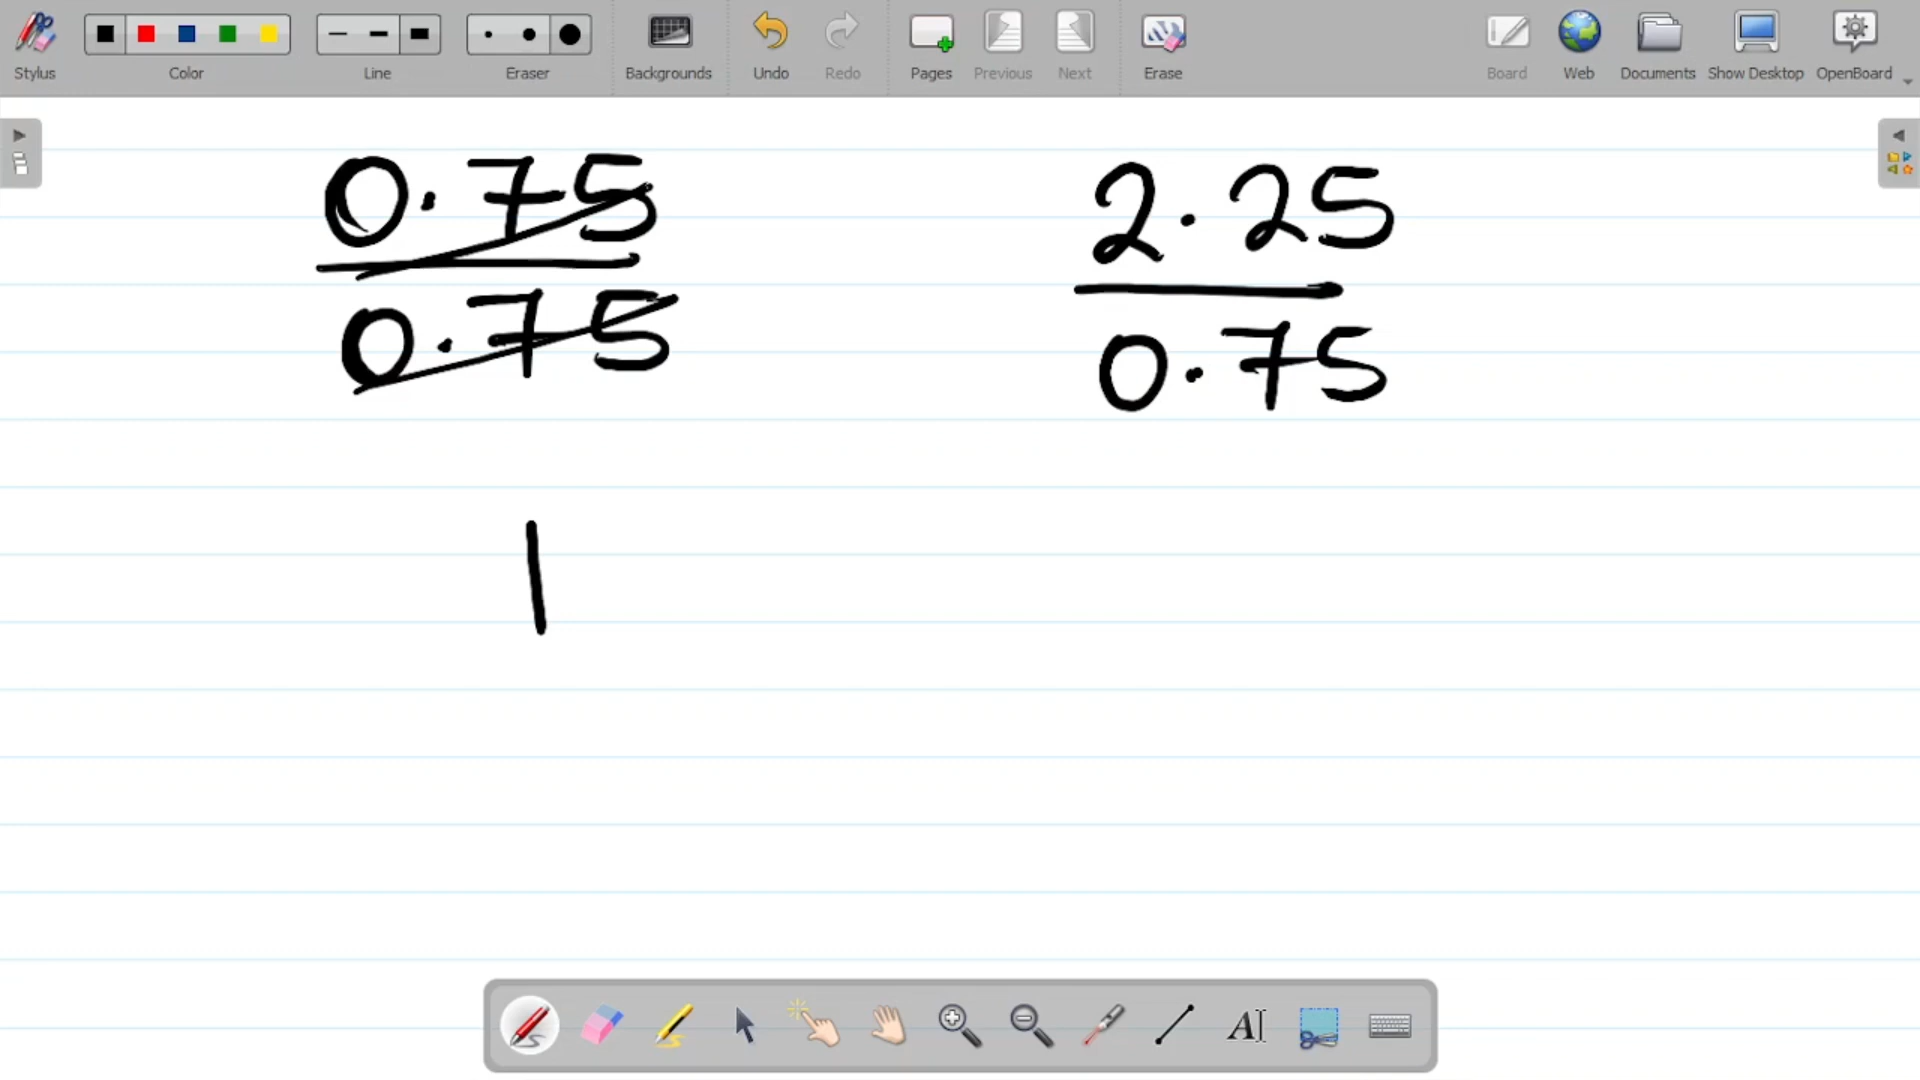 Stylus Color Line Eraser Backgrounds Undo Redo Pages Previous Next Erase Board Web Documents Show Desktop OpenBoard
0.75 2.25
0.75 0.75
1